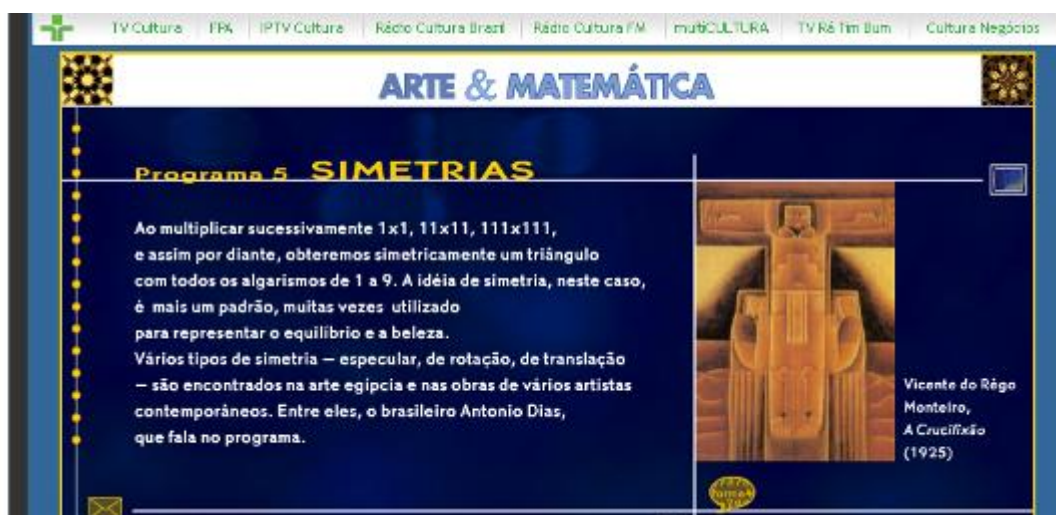 TV Cultura FPA IPTV Cultura Rádio Cultura Brasil Rádio Cultura FM multiCULTURA TV Rá Tim Bum Cultura Negócios
ARTE & MATEMÁTICA
Programa 5 SIMETRIAS
Ao multiplicar sucessivamente 1x1, 11x11, 111x111,
e assim por diante, obteremos simetricamente um triângulo
com todos os algarismos de 1 a 9. A idéia de simetria, neste caso,
é mais um padrão, muitas vezes utilizado
para representar o equilíbrio e a beleza.
Vários tipos de simetria — especular, de rotação, de translação
— são encontrados na arte egípcia e nas obras de vários artistas
contemporâneos. Entre eles, o brasileiro Antonio Dias,
que fala no programa.
Vicente do Rêgo
Monteiro,
A Crucifixão
(1925)